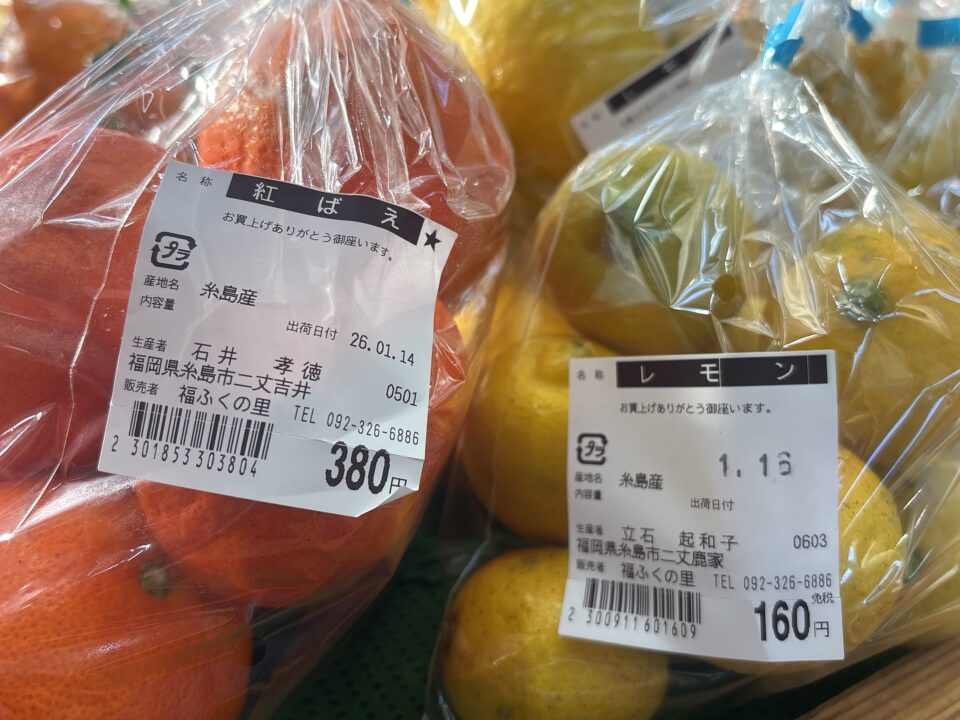 名称 紅ばえ
お買上げありがとう御座います。 ★
プラ
産地名 糸島産
内容量
出荷日付 26.01.14
生産者 石井 孝徳
福岡県糸島市二丈吉井 0501
販売者 福ふくの里 TEL 092-326-6886
2 301853303804
380円
名称 レモン
お買上げありがとう御座います。
プラ
1.16
産地名 糸島産
内容量
出荷日付
生産者 立石 起和子 0603
福岡県糸島市二丈鹿家
販売者 福ふくの里 TEL 092-326-6886
免税
2 300911601609
160円